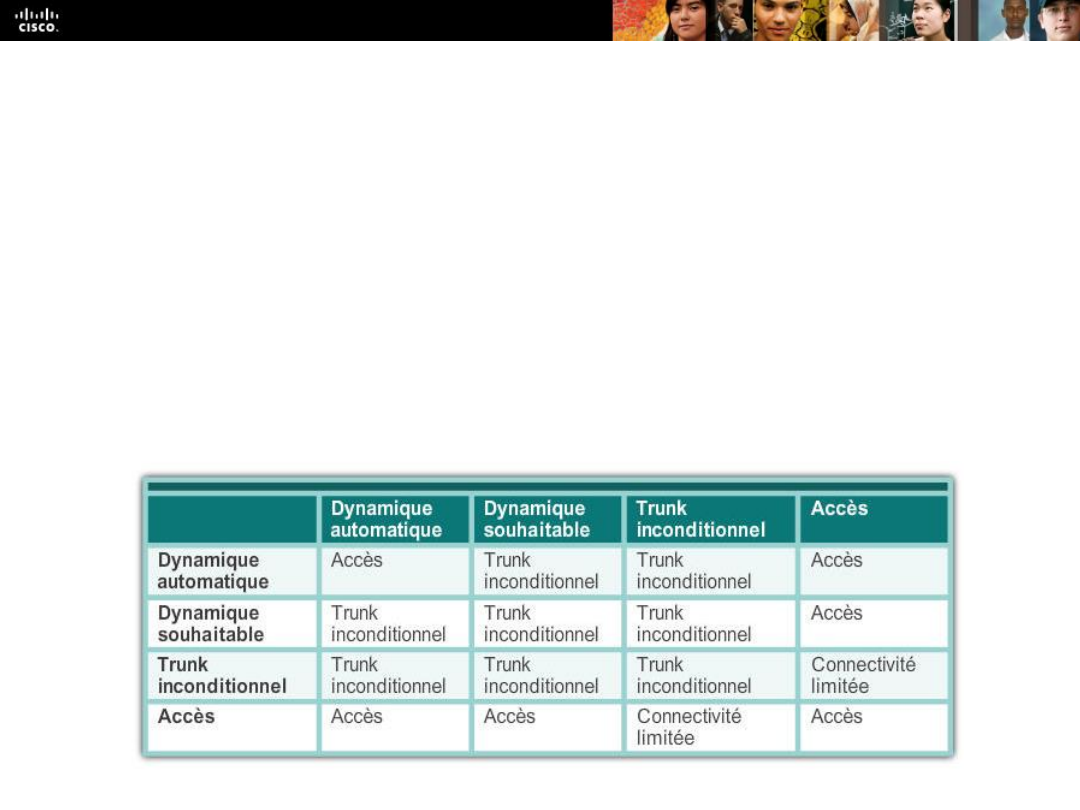 CISCO.
Dynamique automatique Dynamique souhaitable Trunk inconditionnel Accès
Dynamique automatique Accès Trunk inconditionnel Trunk inconditionnel Accès
Dynamique souhaitable Trunk inconditionnel Trunk inconditionnel Trunk inconditionnel Accès
Trunk inconditionnel Trunk inconditionnel Trunk inconditionnel Trunk inconditionnel Connectivité limitée
Accès Accès Accès Connectivité limitée Accès